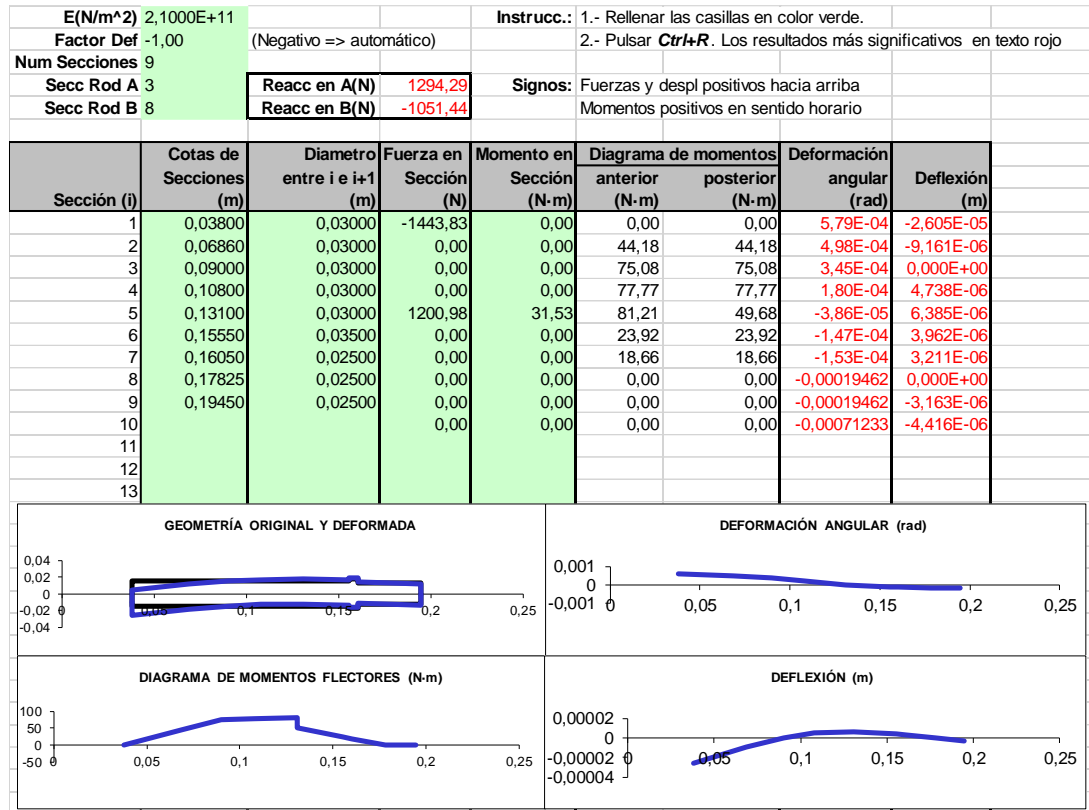 E(N/m^2) 2,1000E+11 Instrucc.: 1.- Rellenar las casillas en color verde.
Factor Def -1,00 (Negativo => automático) 2.- Pulsar Ctrl+R. Los resultados más significativos en texto rojo
Num Secciones 9
Secc Rod A 3 Reacc en A(N) 1294,29 Signos: Fuerzas y despl positivos hacia arriba
Secc Rod B 8 Reacc en B(N) -1051,44 Momentos positivos en sentido horario
Cotas de Diametro Fuerza en Momento en Diagrama de momentos Deformación
Secciones entre i e i+1 Sección Sección anterior posterior angular Deflexión
Sección (i) (m) (m) (N) (N·m) (N·m) (N·m) (rad) (m)
1 0,03800 0,03000 -1443,83 0,00 0,00 0,00 5,79E-04 -2,605E-05
2 0,06860 0,03000 0,00 0,00 44,18 44,18 4,98E-04 -9,161E-06
3 0,09000 0,03000 0,00 0,00 75,08 75,08 3,45E-04 0,000E+00
4 0,10800 0,03000 0,00 0,00 77,77 77,77 1,80E-04 4,738E-06
5 0,13100 0,03000 1200,98 31,53 81,21 49,68 -3,86E-05 6,385E-06
6 0,15550 0,03500 0,00 0,00 23,92 23,92 -1,47E-04 3,962E-06
7 0,16050 0,02500 0,00 0,00 18,66 18,66 -1,53E-04 3,211E-06
8 0,17825 0,02500 0,00 0,00 0,00 0,00 -0,00019462 0,000E+00
9 0,19450 0,02500 0,00 0,00 0,00 0,00 -0,00019462 -3,163E-06
10 0,00 0,00 0,00 0,00 -0,00071233 -4,416E-06
11
12
13
GEOMETRÍA ORIGINAL Y DEFORMADA
0,04
0,02
0
-0,02
-0,04
0 0,05 0,1 0,15 0,2 0,25
DEFORMACIÓN ANGULAR (rad)
0,001
0
-0,001
0 0,05 0,1 0,15 0,2 0,25
DIAGRAMA DE MOMENTOS FLECTORES (N·m)
100
50
0
-50
0 0,05 0,1 0,15 0,2 0,25
DEFLEXIÓN (m)
0,00002
0
-0,00002
-0,00004
0 0,05 0,1 0,15 0,2 0,25